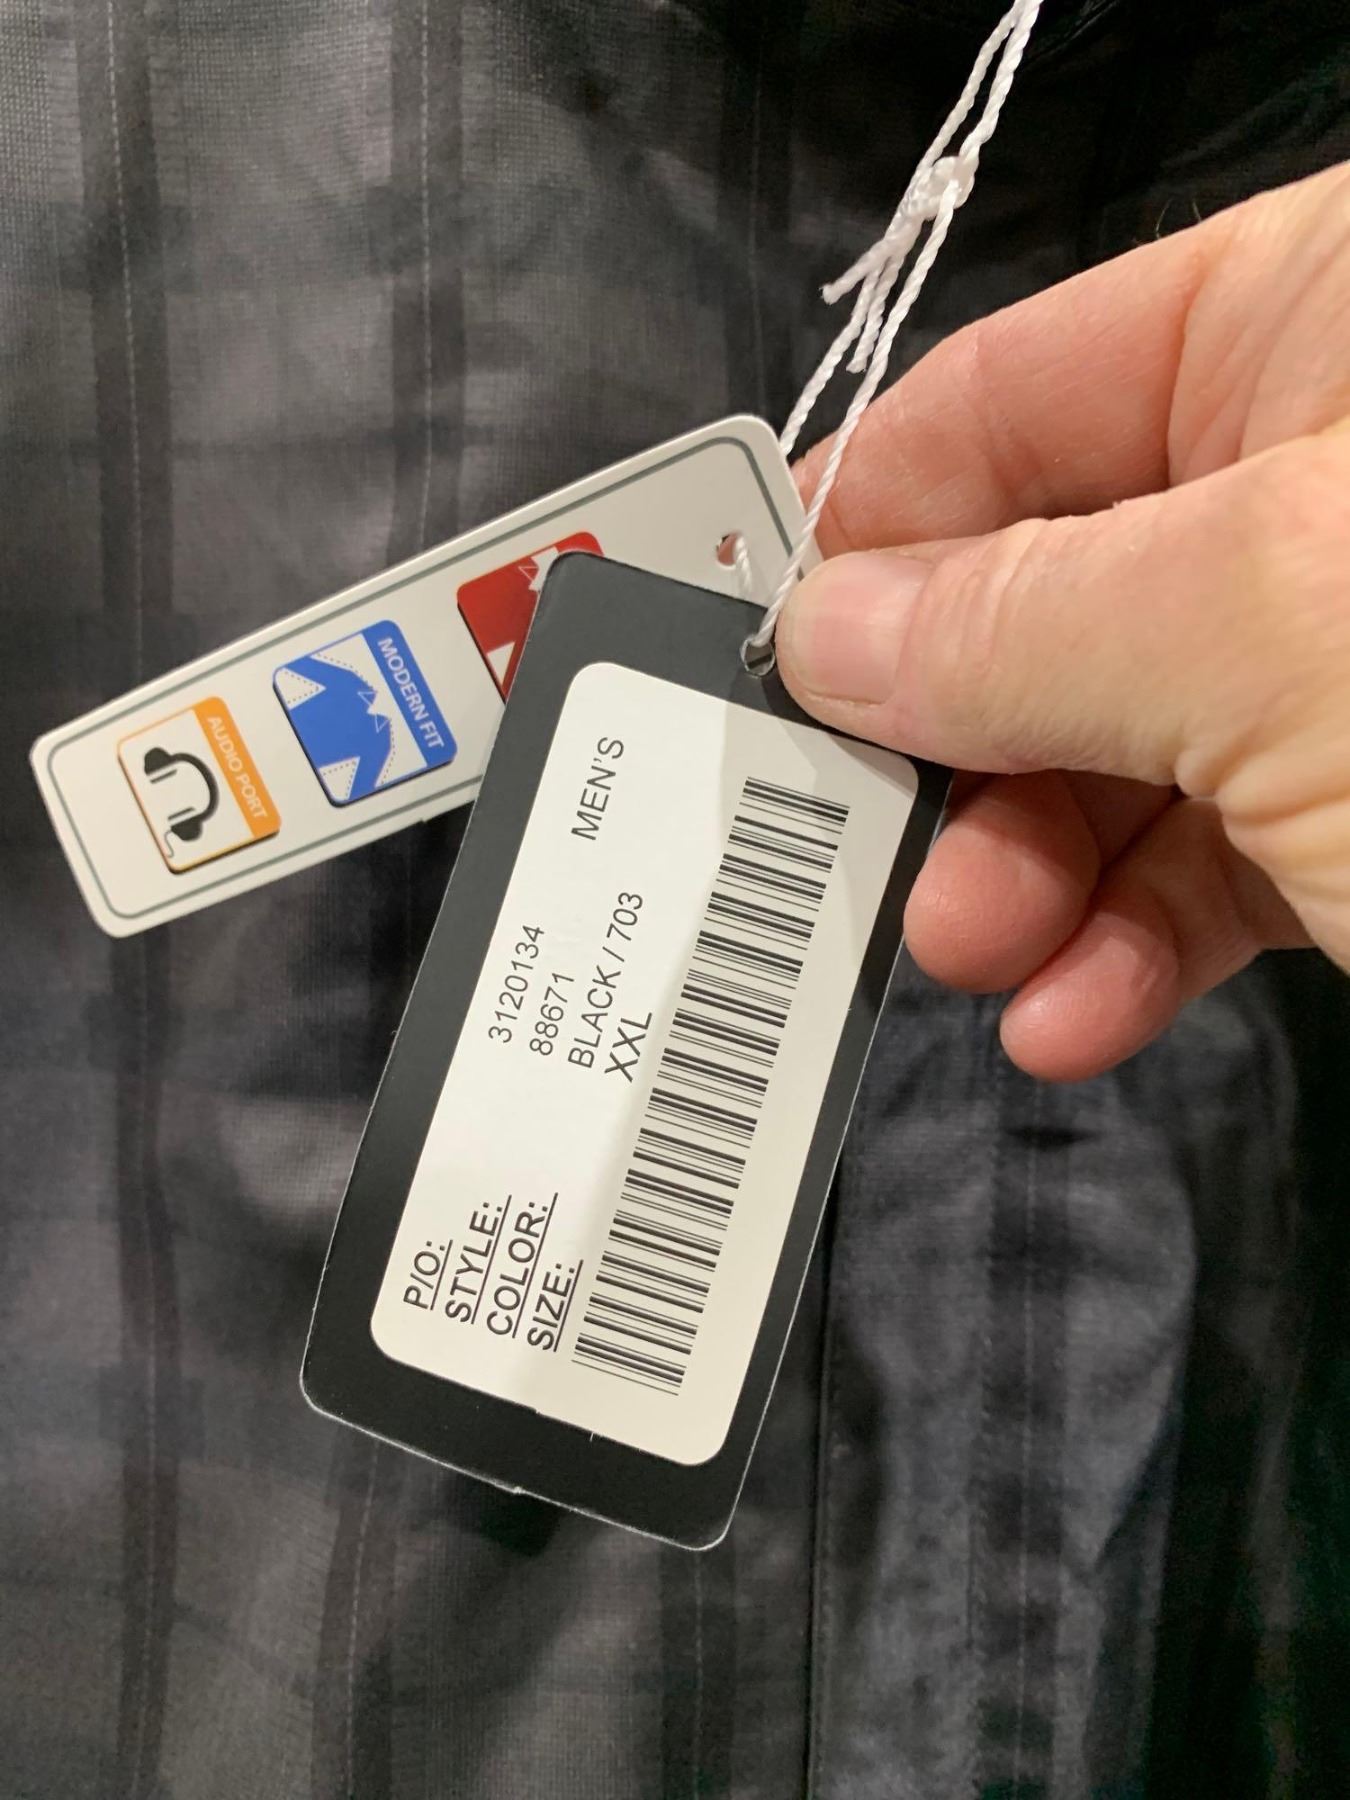 MEN'S
P/O: 3120134
STYLE: 88671
COLOR: BLACK / 703
SIZE: XXL
MODERN FIT
AUDIO PORT